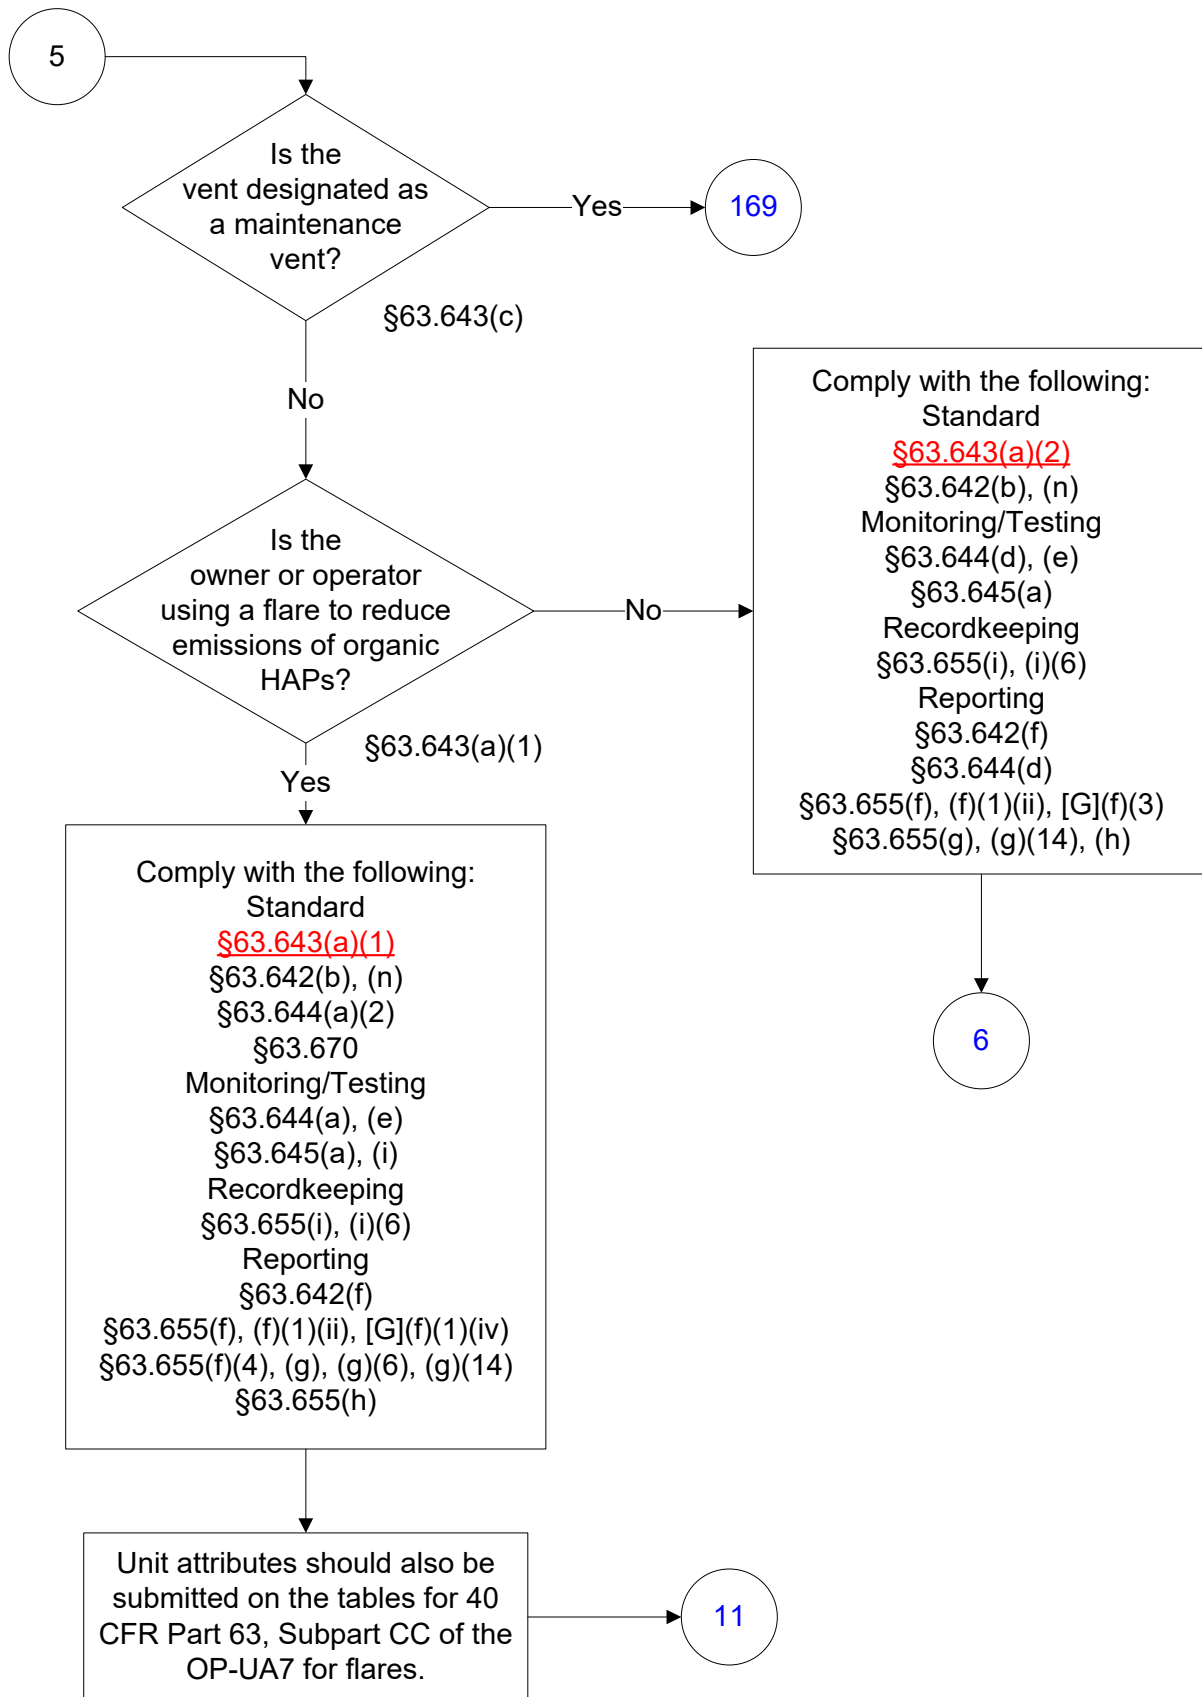 5
Is the
vent designated as
a maintenance
vent?
Yes
169
§63.643(c)
No
Is the
owner or operator
using a flare to reduce
emissions of organic
HAPs?
No
§63.643(a)(1)
Yes
Comply with the following:
Standard
§63.643(a)(2)
§63.642(b), (n)
Monitoring/Testing
§63.644(d), (e)
§63.645(a)
Recordkeeping
§63.655(i), (i)(6)
Reporting
§63.642(f)
§63.644(d)
§63.655(f), (f)(1)(ii), [G](f)(3)
§63.655(g), (g)(14), (h)
6
Comply with the following:
Standard
§63.643(a)(1)
§63.642(b), (n)
§63.644(a)(2)
§63.670
Monitoring/Testing
§63.644(a), (e)
§63.645(a), (i)
Recordkeeping
§63.655(i), (i)(6)
Reporting
§63.642(f)
§63.655(f), (f)(1)(ii), [G](f)(1)(iv)
§63.655(f)(4), (g), (g)(6), (g)(14)
§63.655(h)
Unit attributes should also be
submitted on the tables for 40
CFR Part 63, Subpart CC of the
OP-UA7 for flares.
11